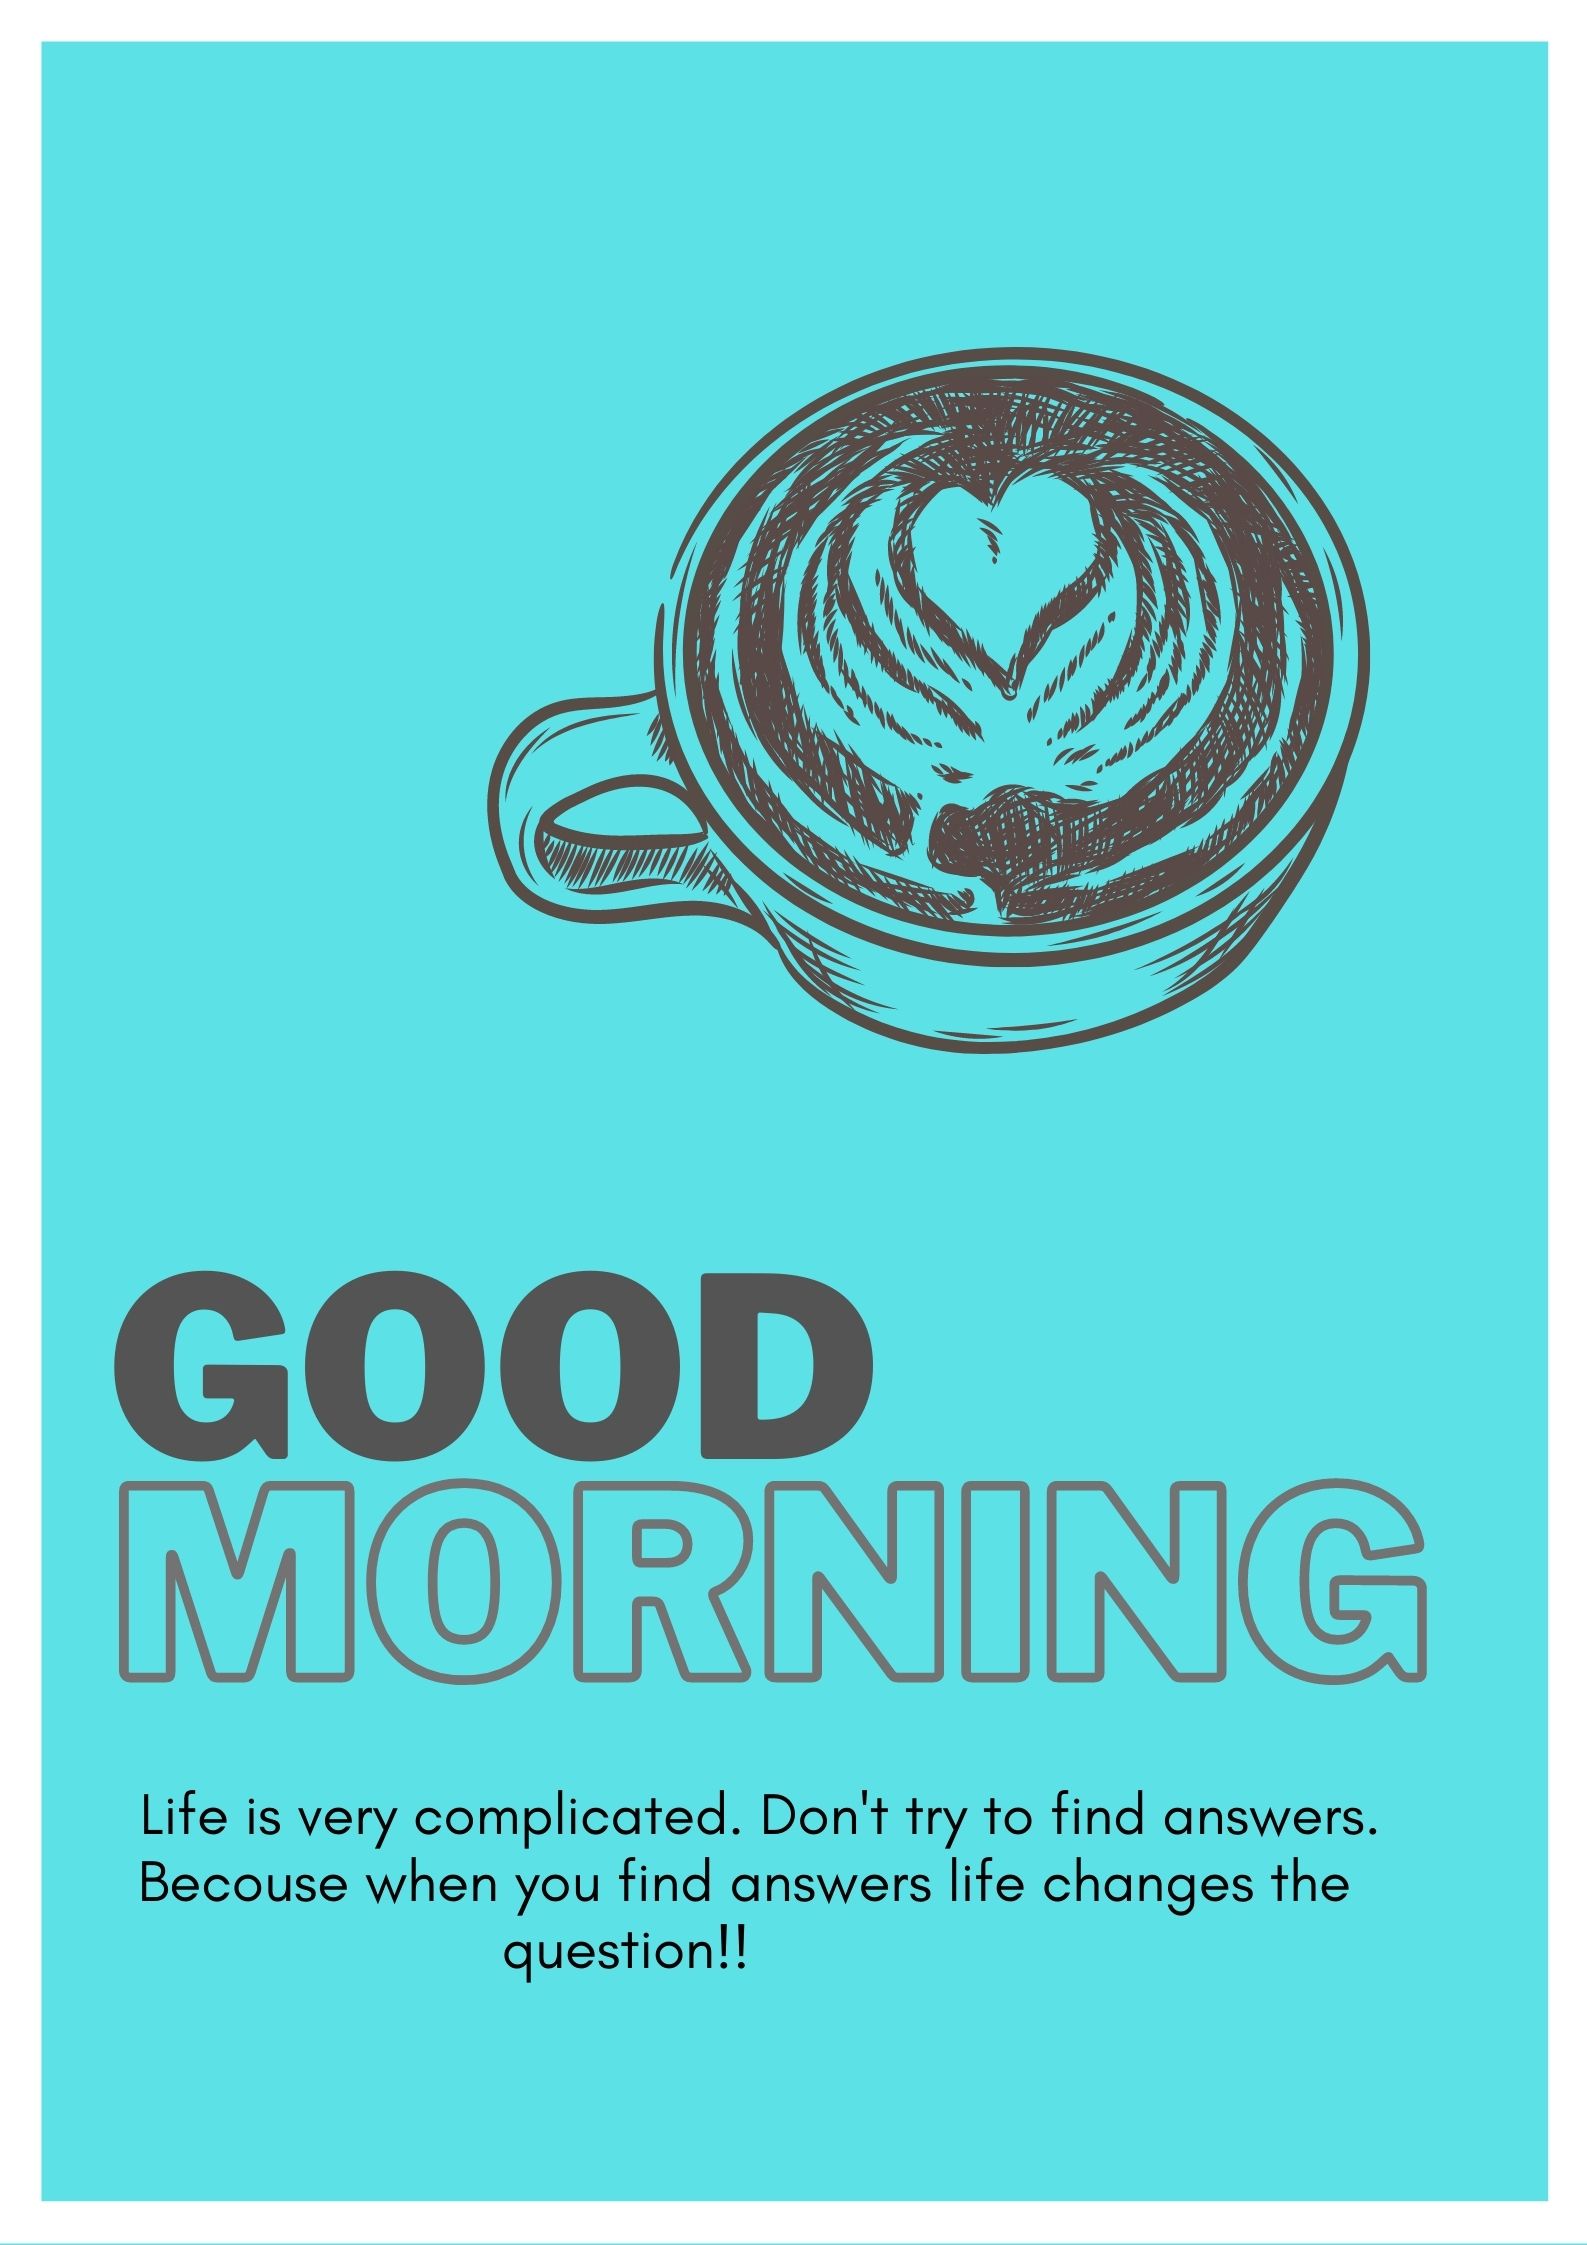 GOOD
MORNING
Life is very complicated. Don't try to find answers.
Becouse when you find answers life changes the
question!!